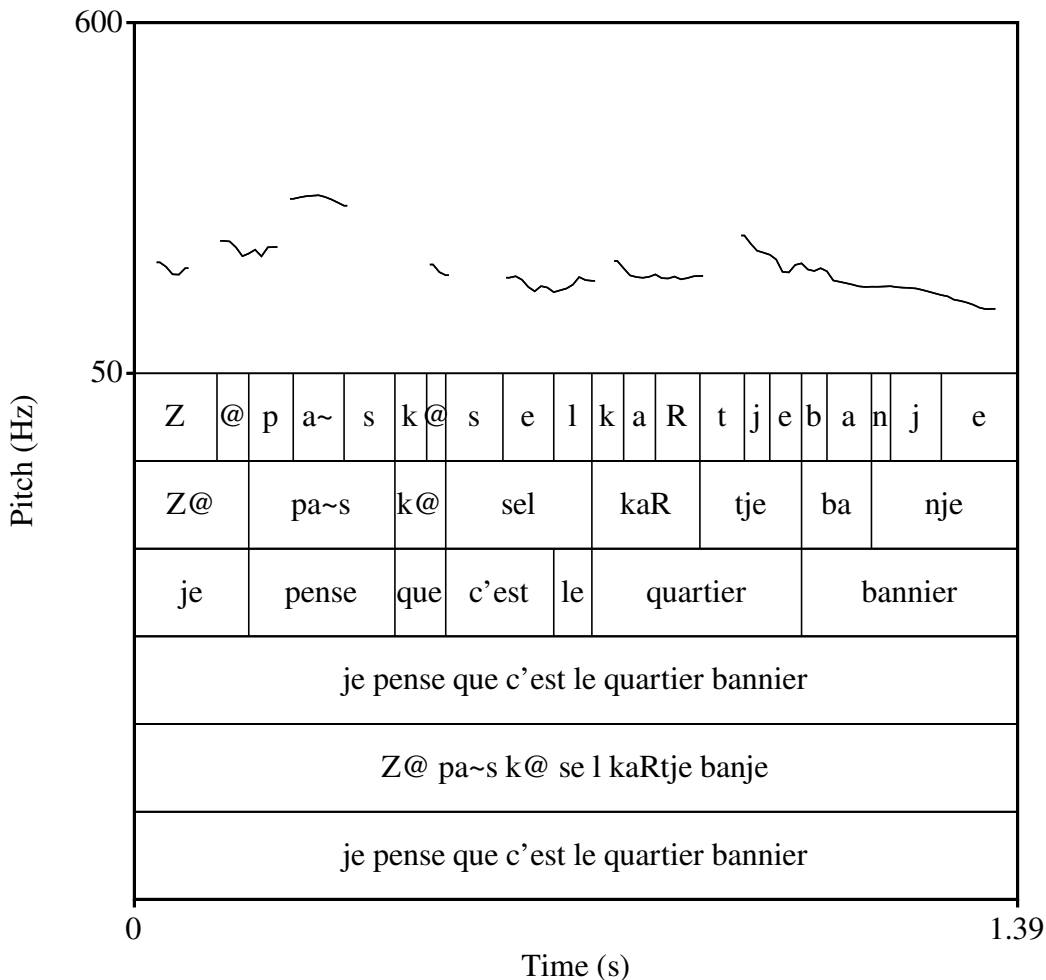 600
50
Pitch (Hz)
Z @ p a~ s k @ s e l k a R t j e b a n j e
Z@ pa~s k@ sel kaR tje ba nje
je pense que c’est le quartier bannier
je pense que c’est le quartier bannier
Z@ pa~s k@ se l kaRtje banje
je pense que c’est le quartier bannier
0 1.39
Time (s)